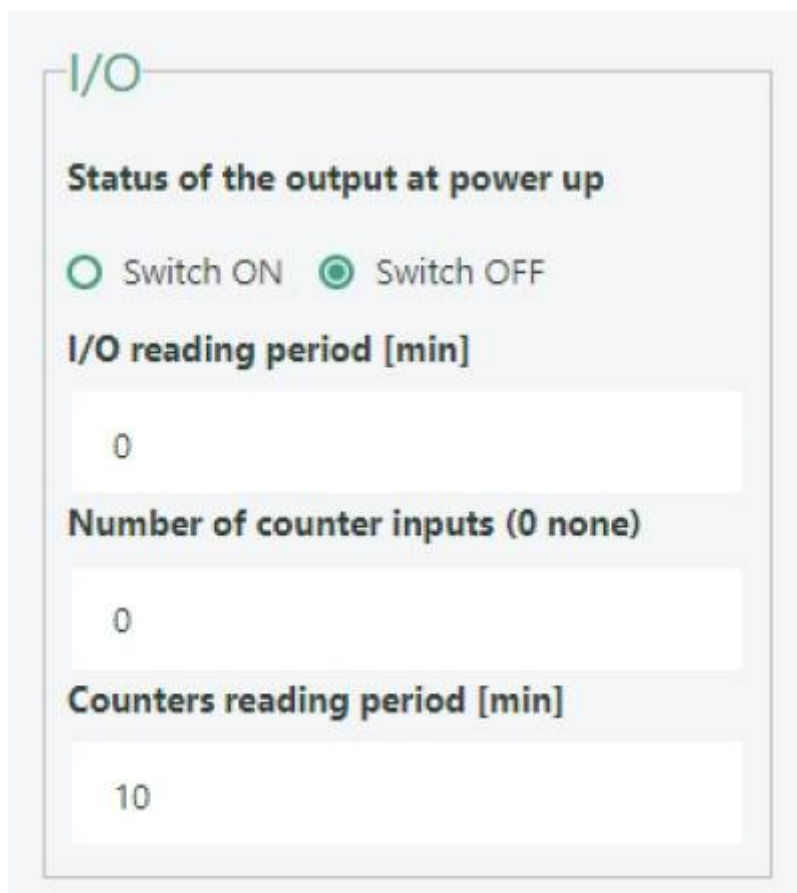 I/O
Status of the output at power up
Switch ON Switch OFF
I/O reading period [min]
0
Number of counter inputs (0 none)
0
Counters reading period [min]
10